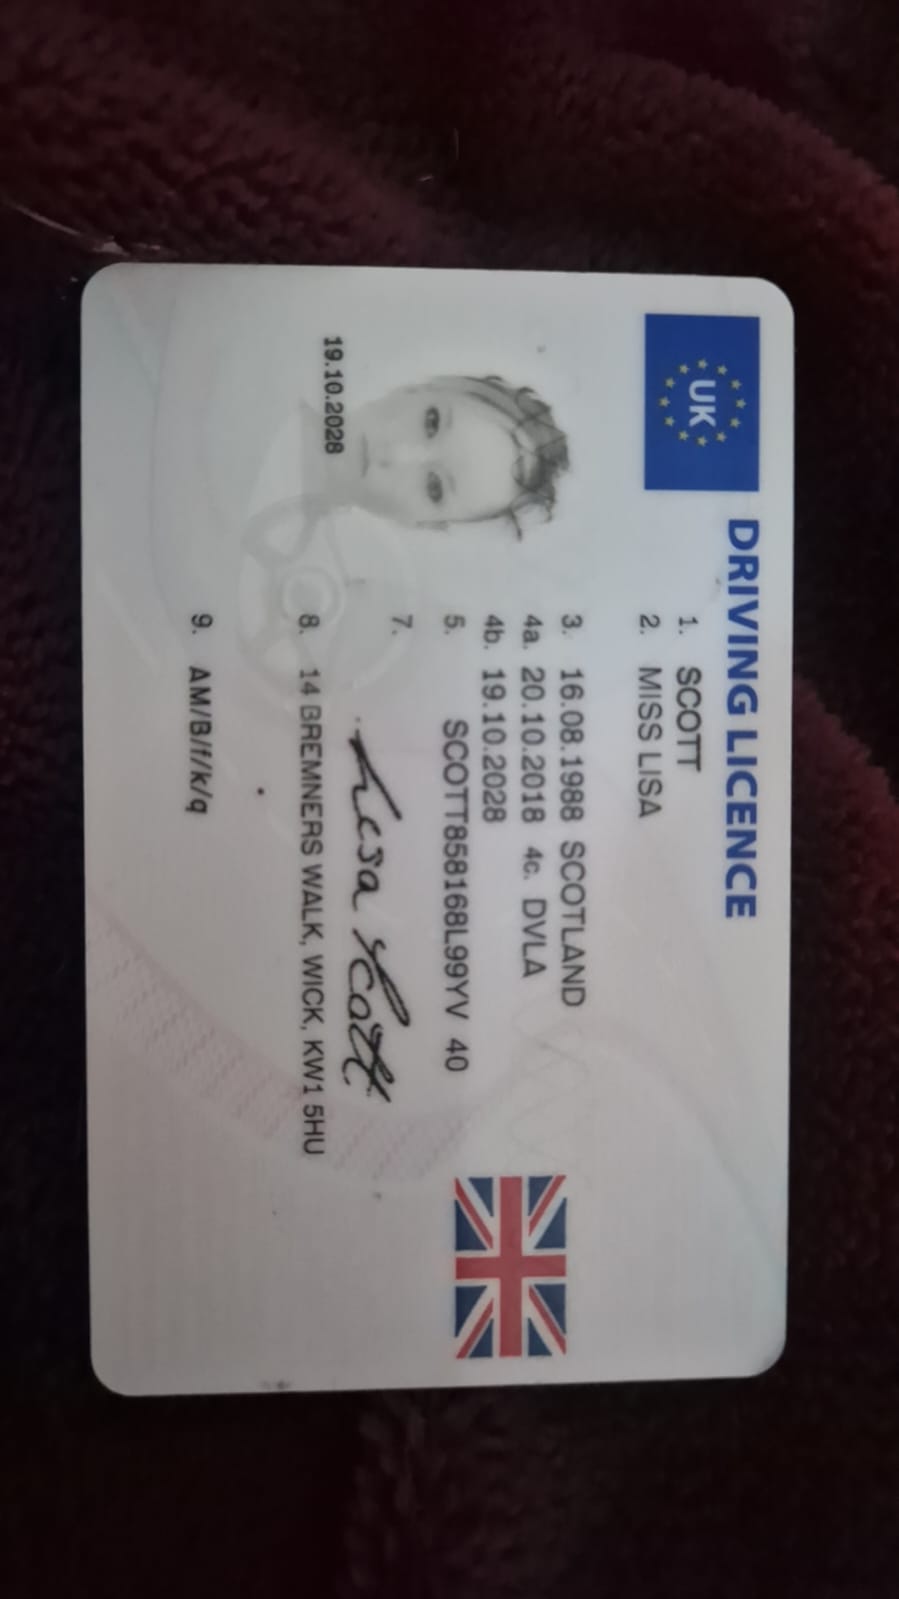 UK
DRIVING LICENCE
1. SCOTT
2. MISS LISA
3. 16.08.1988 SCOTLAND
4a. 20.10.2018 4c. DVLA
4b. 19.10.2028
5. SCOTT858168L99YV 40
7. Lisa Scott
19.10.2028
8. 14 BREMNERS WALK, WICK, KW1 5HU
9. AM/B/f/k/q